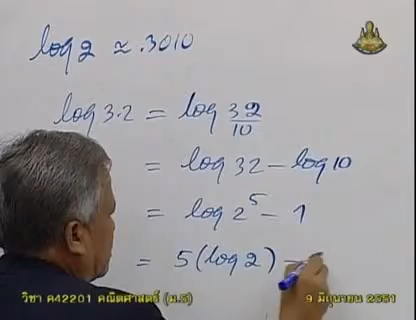 log 2 ≈ .3010
log 3.2 = log 32/10
= log 32 - log 10
= log 2⁵ - 1
= 5(log 2) -
วิชา ค42201 คณิตศาสตร์ (ม.5)
9 มิถุนายน 2551